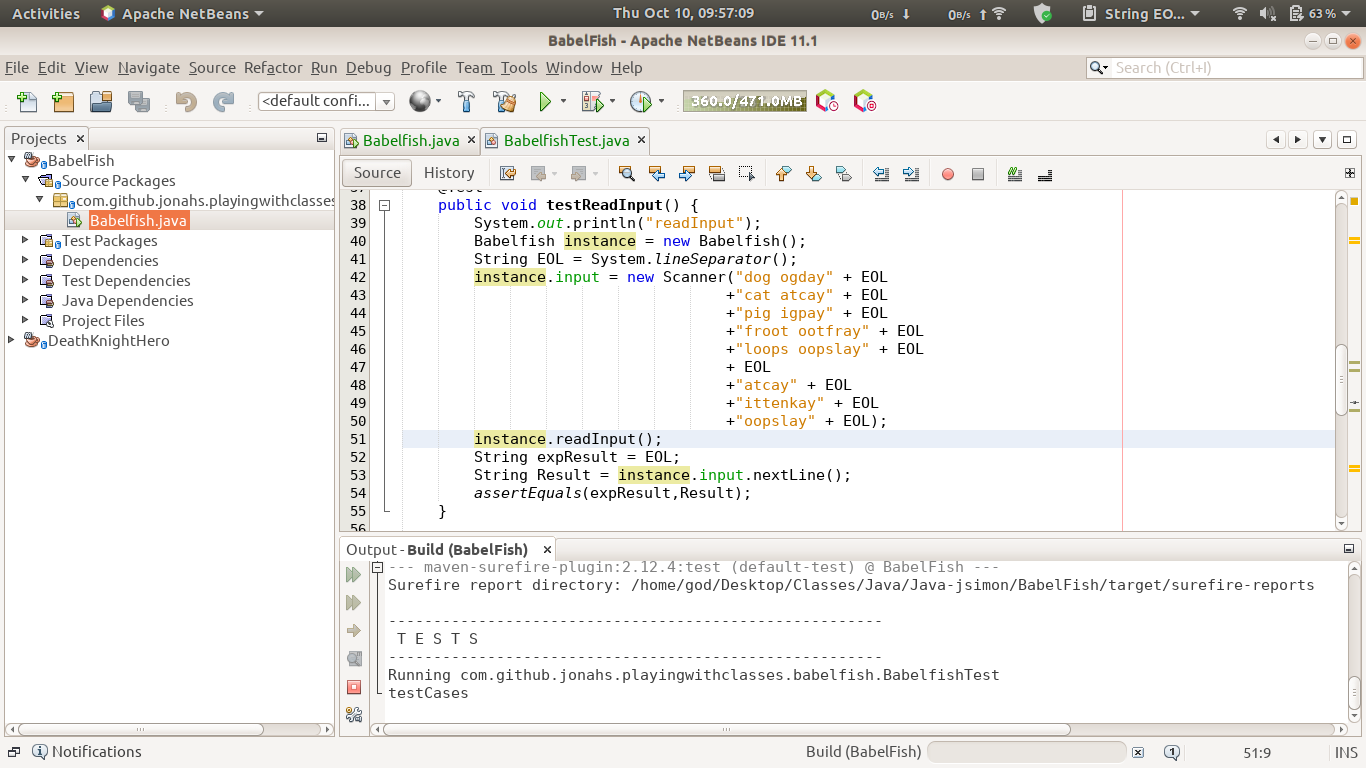 Activities Apache NetBeans Thu Oct 10, 09:57:09 0B/s 0B/s String EO... 63 %
BabelFish - Apache NetBeans IDE 11.1
File Edit View Navigate Source Refactor Run Debug Profile Team Tools Window Help Search (Ctrl+I)
<default confi... 360.0/471.0MB
Projects
BabelFish
Source Packages
com.github.jonahs.playingwithclasses
Babelfish.java
Test Packages
Dependencies
Test Dependencies
Java Dependencies
Project Files
DeathKnightHero
Babelfish.java BabelfishTest.java
Source History
37 @Test
38 public void testReadInput() {
39 System.out.println("readInput");
40 Babelfish instance = new Babelfish();
41 String EOL = System.lineSeparator();
42 instance.input = new Scanner("dog ogday" + EOL
43 +"cat atcay" + EOL
44 +"pig igpay" + EOL
45 +"froot ootfray" + EOL
46 +"loops oopslay" + EOL
47 + EOL
48 +"atcay" + EOL
49 +"ittenkay" + EOL
50 +"oopslay" + EOL);
51 instance.readInput();
52 String expResult = EOL;
53 String Result = instance.input.nextLine();
54 assertEquals(expResult,Result);
55 }
56
Output - Build (BabelFish)
--- maven-surefire-plugin:2.12.4:test (default-test) @ BabelFish ---
Surefire report directory: /home/god/Desktop/Classes/Java/Java-jsimon/BabelFish/target/surefire-reports
-------------------------------------------------------
T E S T S
-------------------------------------------------------
Running com.github.jonahs.playingwithclasses.babelfish.BabelfishTest
testCases
Notifications Build (BabelFish) 1 51:9 INS